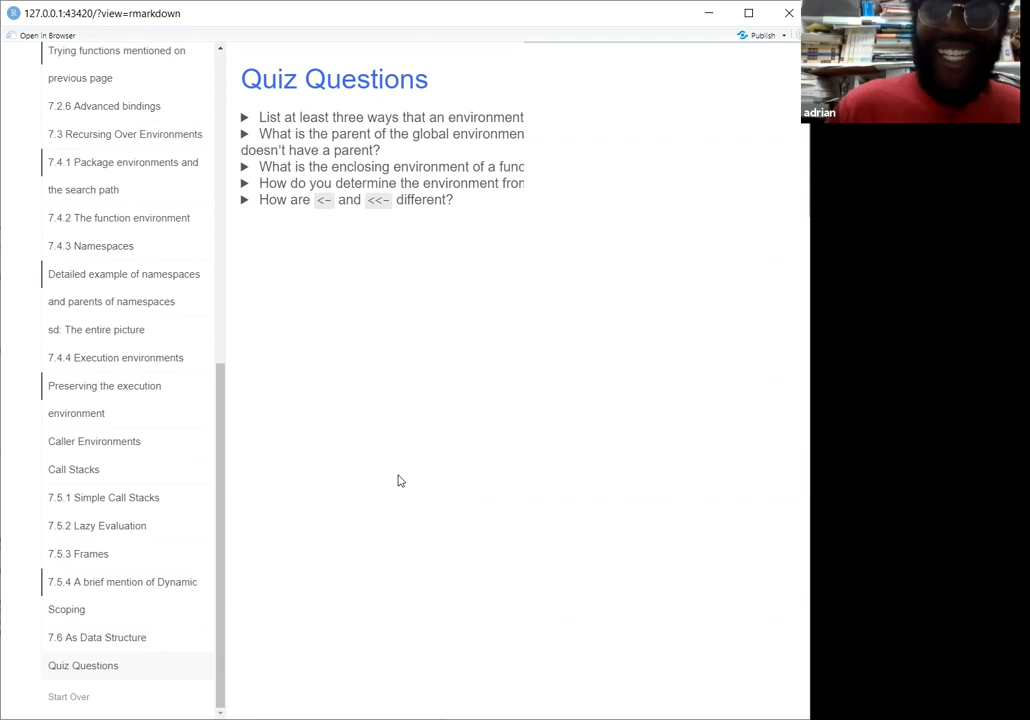 127.0.0.1:43420/?view=rmarkdown
Open in Browser
Publish
adrian
Trying functions mentioned on
previous page
7.2.6 Advanced bindings
7.3 Recursing Over Environments
7.4.1 Package environments and
the search path
7.4.2 The function environment
7.4.3 Namespaces
Detailed example of namespaces
and parents of namespaces
sd: The entire picture
7.4.4 Execution environments
Preserving the execution
environment
Caller Environments
Call Stacks
7.5.1 Simple Call Stacks
7.5.2 Lazy Evaluation
7.5.3 Frames
7.5.4 A brief mention of Dynamic
Scoping
7.6 As Data Structure
Quiz Questions
Start Over
Quiz Questions
List at least three ways that an environment
What is the parent of the global environmen
doesn't have a parent?
What is the enclosing environment of a func
How do you determine the environment from
How are <- and <<- different?